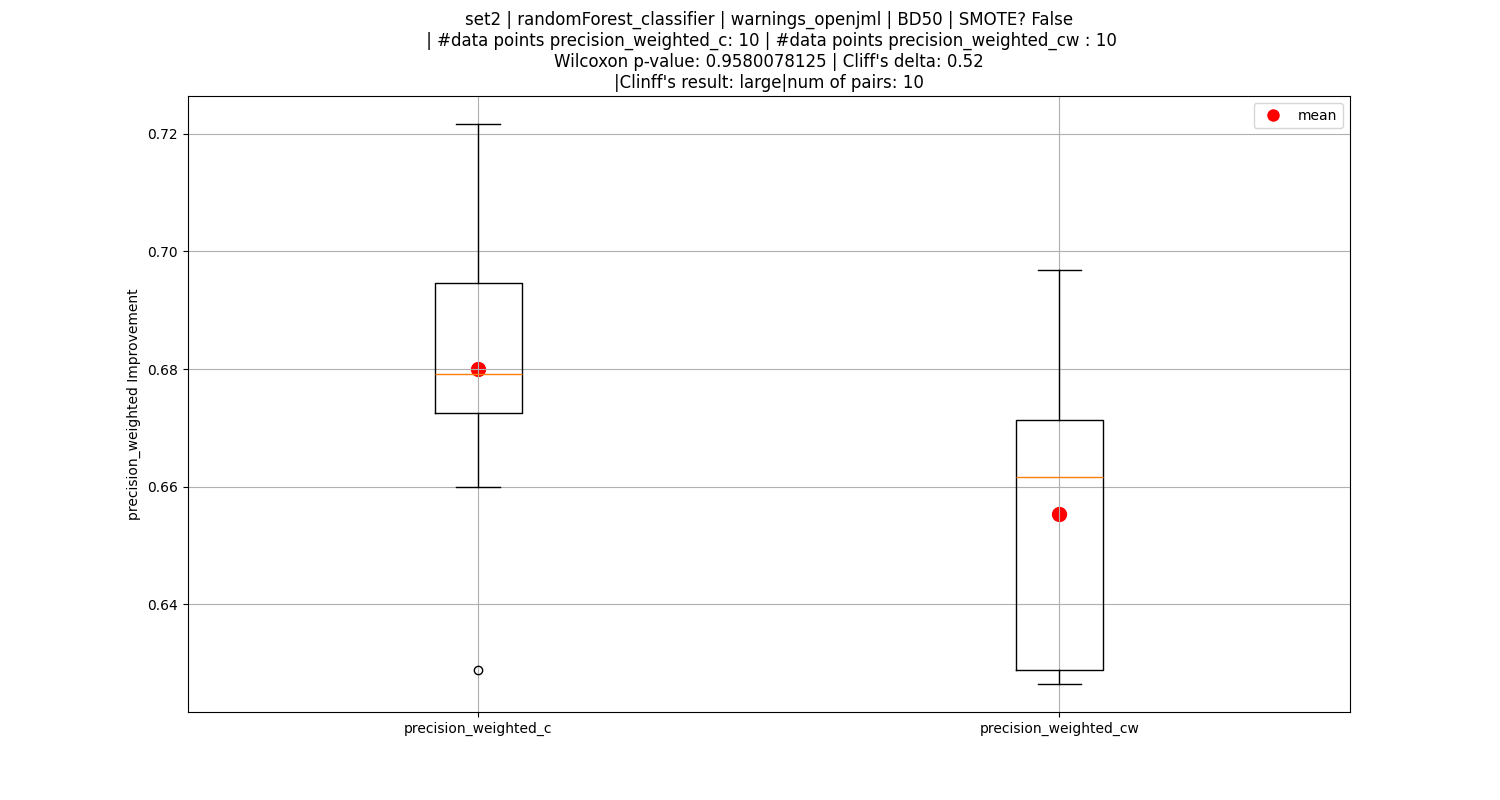 set2 | randomForest_classifier | warnings_openjml | BD50 | SMOTE? False
| #data points precision_weighted_c: 10 | #data points precision_weighted_cw : 10
Wilcoxon p-value: 0.9580078125 | Cliff's delta: 0.52
|Clinff's result: large|num of pairs: 10
mean
0.72
0.70
0.68
0.66
0.64
precision_weighted Improvement
precision_weighted_c
precision_weighted_cw